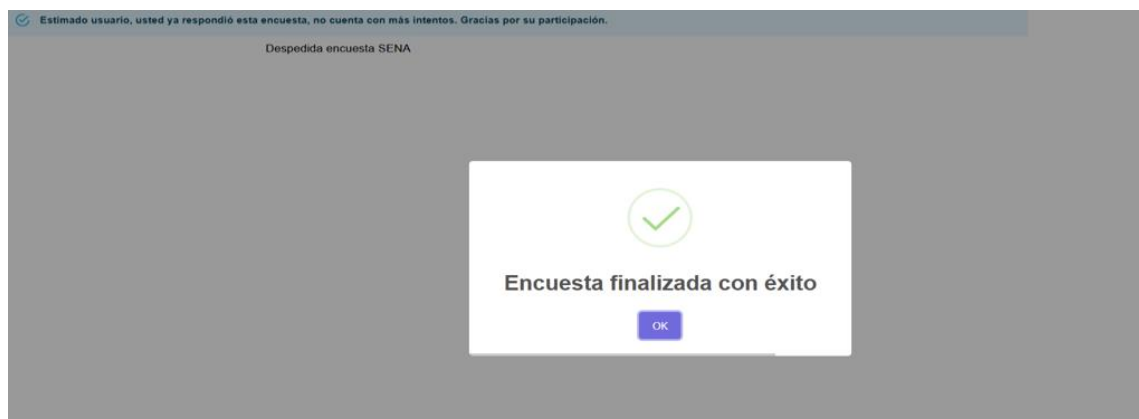 Estimado usuario, usted ya respondió esta encuesta, no cuenta con más intentos. Gracias por su participación.
Despedida encuesta SENA
Encuesta finalizada con éxito
OK